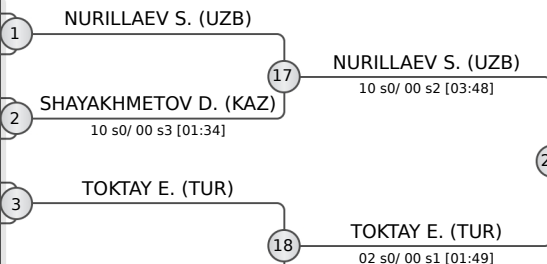 NURILLAEV S. (UZB)
1
17
NURILLAEV S. (UZB)
10 s0/ 00 s2 [03:48]
SHAYAKHMETOV D. (KAZ)
2
10 s0/ 00 s3 [01:34]
TOKTAY E. (TUR)
3
18
TOKTAY E. (TUR)
02 s0/ 00 s1 [01:49]